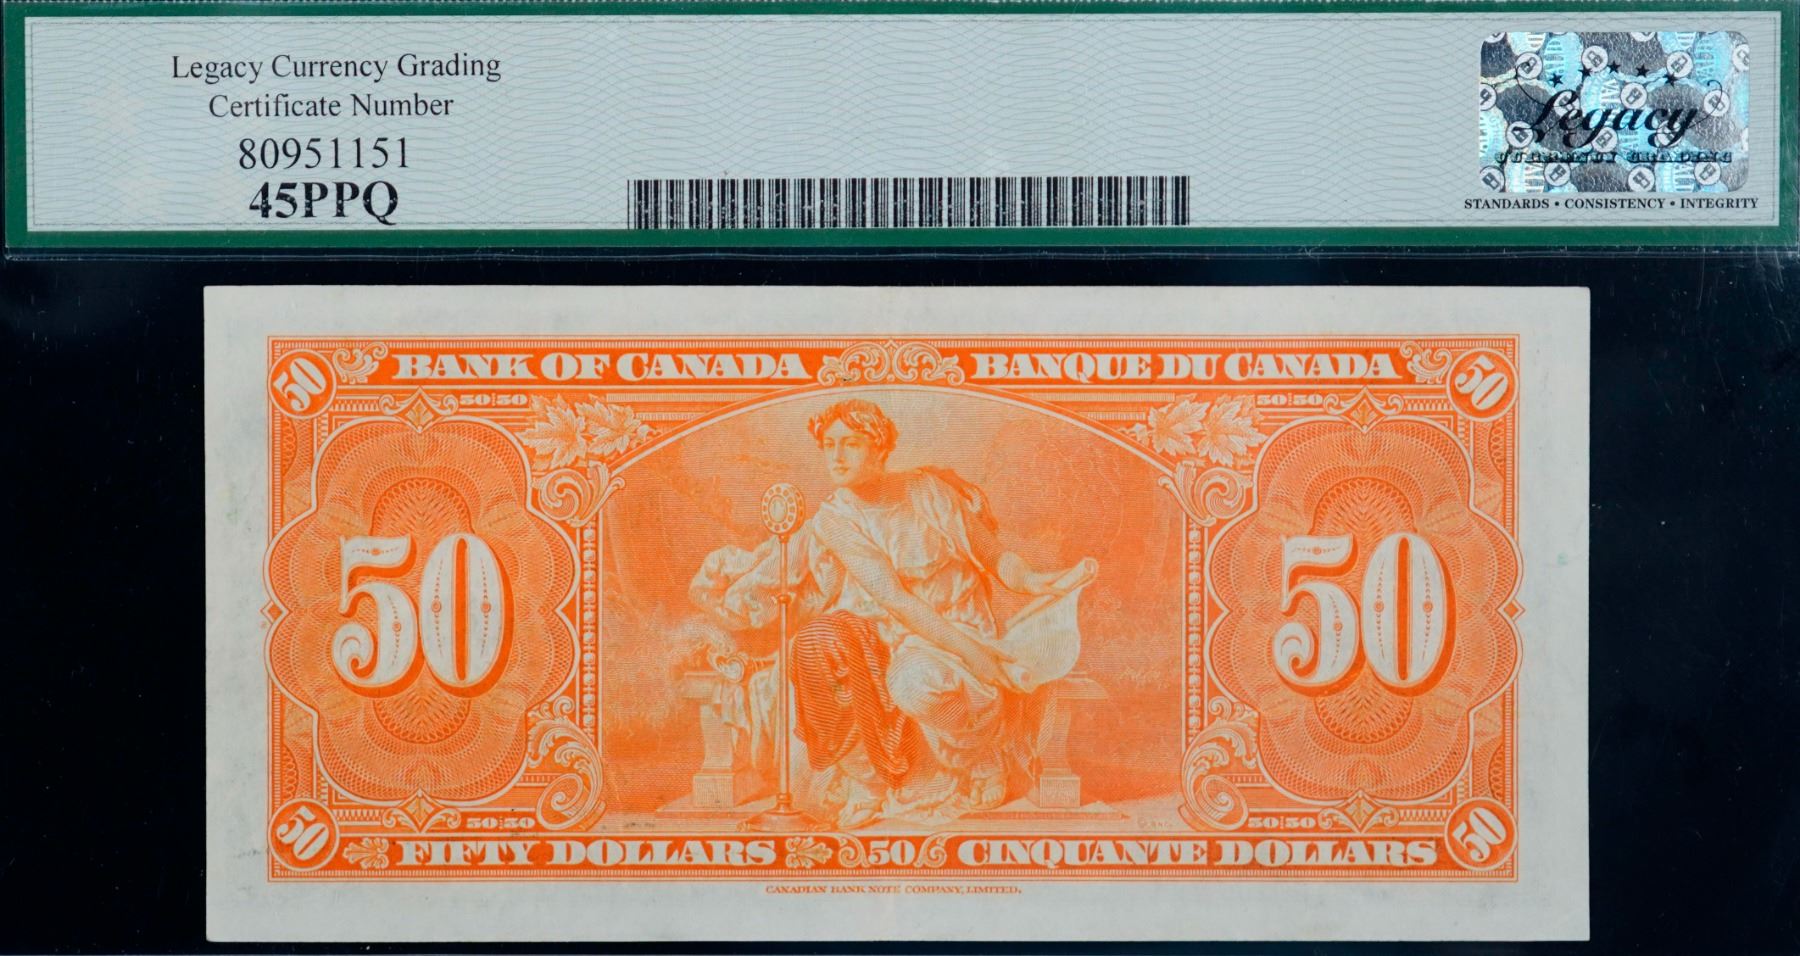 Legacy Currency Grading
Certificate Number
80951151
45PPQ
Legacy
CURRENCY GRADING
STANDARDS • CONSISTENCY • INTEGRITY
50 BANK OF CANADA BANQUE DU CANADA 50
50 50 50 50
50 50
50 50 50 50
50 FIFTY DOLLARS 50 CINQUANTE DOLLARS 50
CANADIAN BANK NOTE COMPANY, LIMITED.